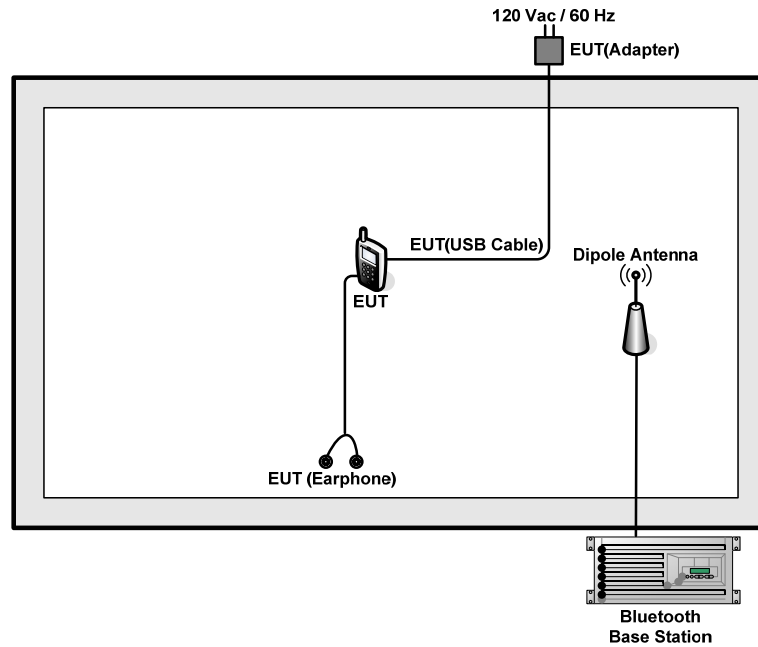 120 Vac / 60 Hz
EUT(Adapter)
EUT(USB Cable)
Dipole Antenna
EUT
EUT (Earphone)
Bluetooth
Base Station